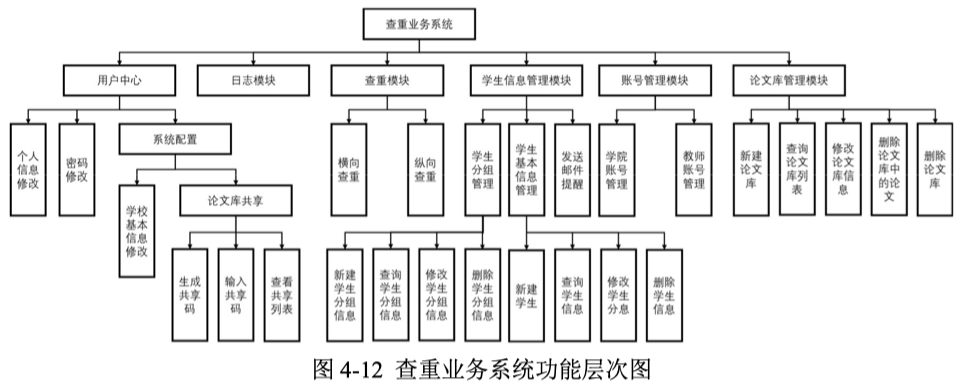 查重业务系统
用户中心
日志模块
查重模块
学生信息管理模块
账号管理模块
论文库管理模块
个人
信息
修改
密码
修改
系统配置
横向
查重
纵向
查重
学生
分组
管理
学生
基本
信息
管理
发送
邮件
提醒
学院
账号
管理
教师
账号
管理
新建
论文
库
查询
论文
库列
表
修改
论文
库信
息
删除
论文
库中
的论
文
删除
论文
库
学校
基本
信息
修改
论文库共享
生成
共享
码
输入
共享
码
查看
共享
列表
新建
学生
分组
信息
查询
学生
分组
信息
修改
学生
分组
信息
删除
学生
分组
信息
新建
学生
查询
学生
信息
修改
学生
分息
删除
学生
信息
图 4-12 查重业务系统功能层次图